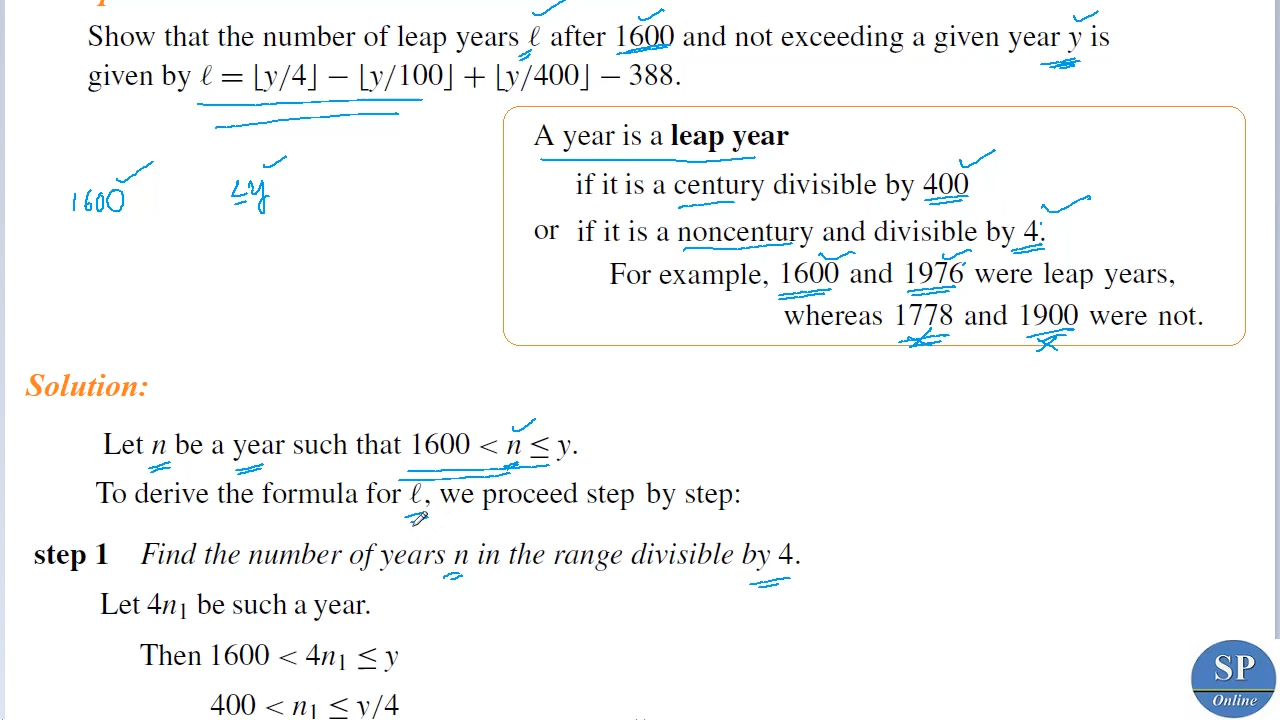 Show that the number of leap years ℓ after 1600 and not exceeding a given year y is
given by ℓ = ⌊y/4⌋ − ⌊y/100⌋ + ⌊y/400⌋ − 388.
A year is a leap year
if it is a century divisible by 400
or if it is a noncentury and divisible by 4.
For example, 1600 and 1976 were leap years,
whereas 1778 and 1900 were not.
1600 ≤y
Solution:
Let n be a year such that 1600 < n ≤ y.
To derive the formula for ℓ, we proceed step by step:
step 1 Find the number of years n in the range divisible by 4.
Let 4n₁ be such a year.
Then 1600 < 4n₁ ≤ y
400 < n₁ ≤ y/4
SP
Online